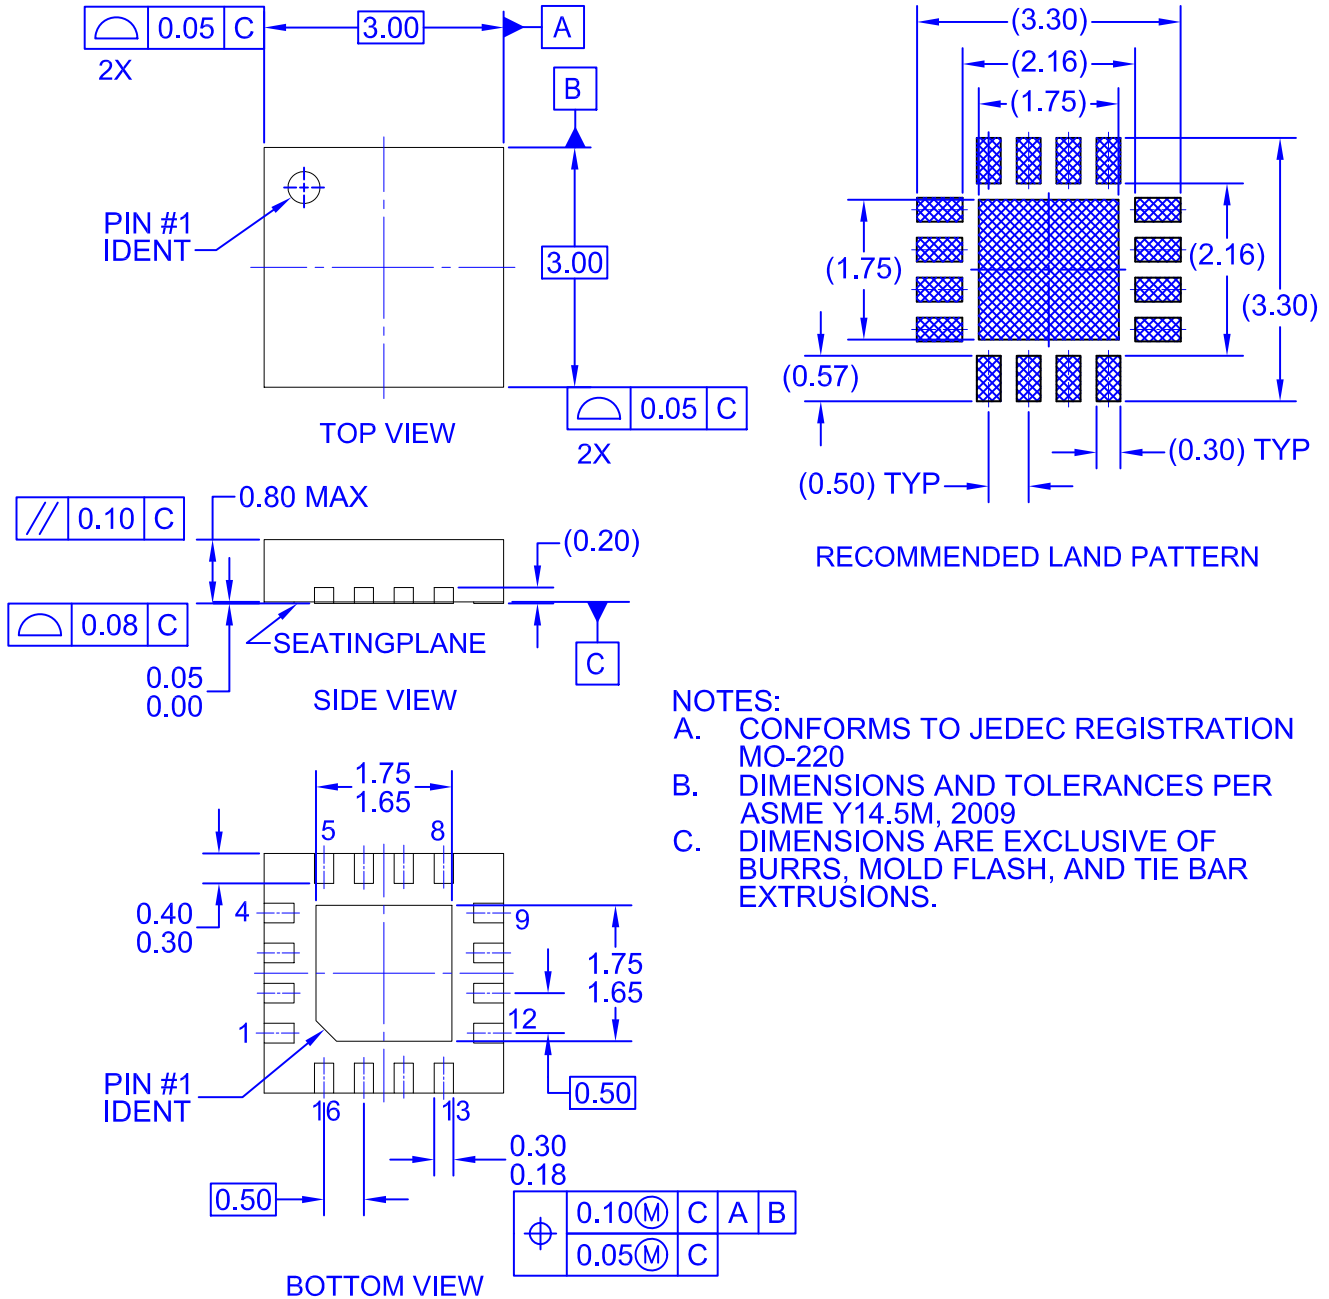 0.05 C
2X
3.00
A
B
PIN #1
IDENT
3.00
0.05 C
2X
TOP VIEW
(3.30)
(2.16)
(1.75)
(1.75)
(2.16)
(3.30)
(0.57)
(0.30) TYP
(0.50) TYP
RECOMMENDED LAND PATTERN
// 0.10 C
0.80 MAX
(0.20)
0.08 C
SEATINGPLANE
C
0.05
0.00
SIDE VIEW
NOTES:
A. CONFORMS TO JEDEC REGISTRATION
MO-220
B. DIMENSIONS AND TOLERANCES PER
ASME Y14.5M, 2009
C. DIMENSIONS ARE EXCLUSIVE OF
BURRS, MOLD FLASH, AND TIE BAR
EXTRUSIONS.
1.75
1.65
5 8
0.40
0.30
4
9
1.75
1.65
1
12
PIN #1
IDENT
16 13
0.50
0.30
0.18
0.50
0.10Ⓜ C A B
0.05Ⓜ C
BOTTOM VIEW